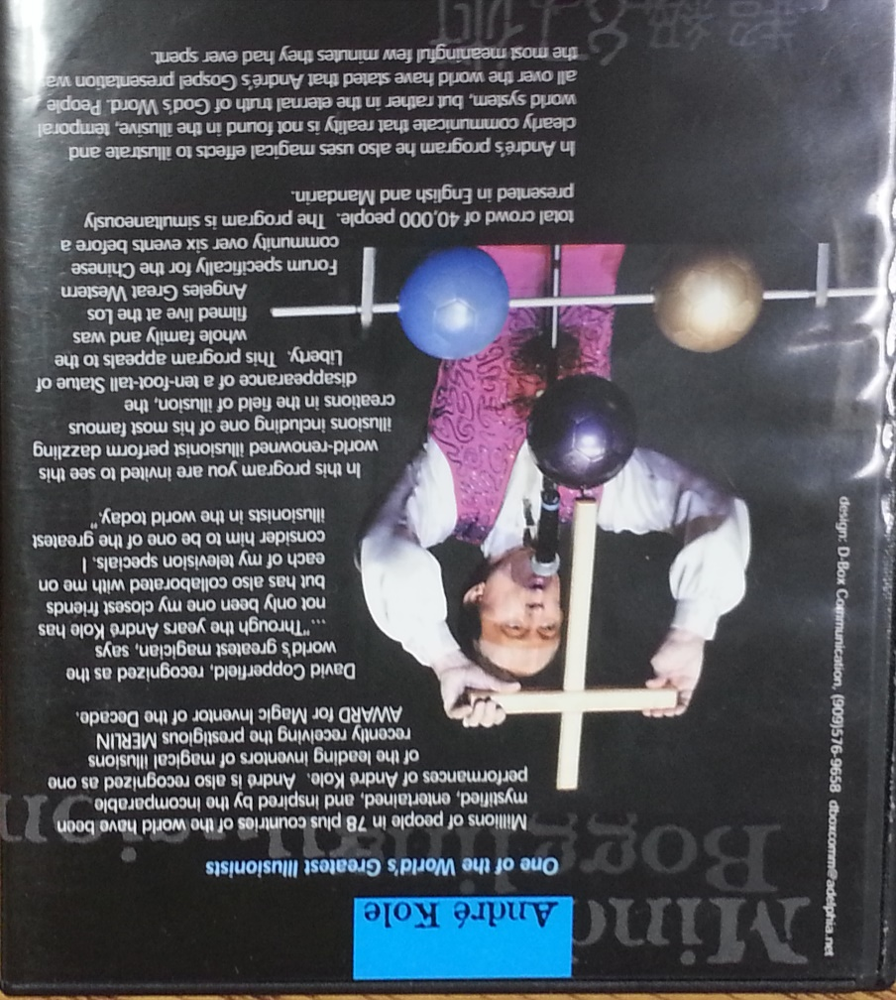 Mind
Boggling
Illusion
André Kole
One of the World's Greatest Illusionists
Millions of people in 78 plus countries of the world have been
mystified, entertained, and inspired by the incomparable
performances of André Kole. André is also recognized as one
of the leading inventors of magical illusions
recently receiving the prestigious MERLIN
AWARD for Magic Inventor of the Decade.
David Copperfield, recognized as the
world's greatest magician, says
..."Through the years André Kole has
not only been one my closest friends
but has also collaborated with me on
each of my television specials. I
consider him to be one of the greatest
illusionists in the world today."
In this program you are invited to see this
world-renowned illusionist perform dazzling
illusions including one of his most famous
creations in the field of illusion, the
disappearance of a ten-foot-tall Statue of
Liberty. This program appeals to the
whole family and was
filmed live at the Los
Angeles Great Western
Forum specifically for the Chinese
community over six events before a
total crowd of 40,000 people. The program is simultaneously
presented in English and Mandarin.
In André's program he also uses magical effects to illustrate and
clearly communicate that reality is not found in the illusive, temporal
world system, but rather in the eternal truth of God's Word. People
all over the world have stated that André's Gospel presentation wa
the most meaningful few minutes they had ever spent.
design: D-Box Communication, (909)576-9658 dboxcomm@adelphia.net